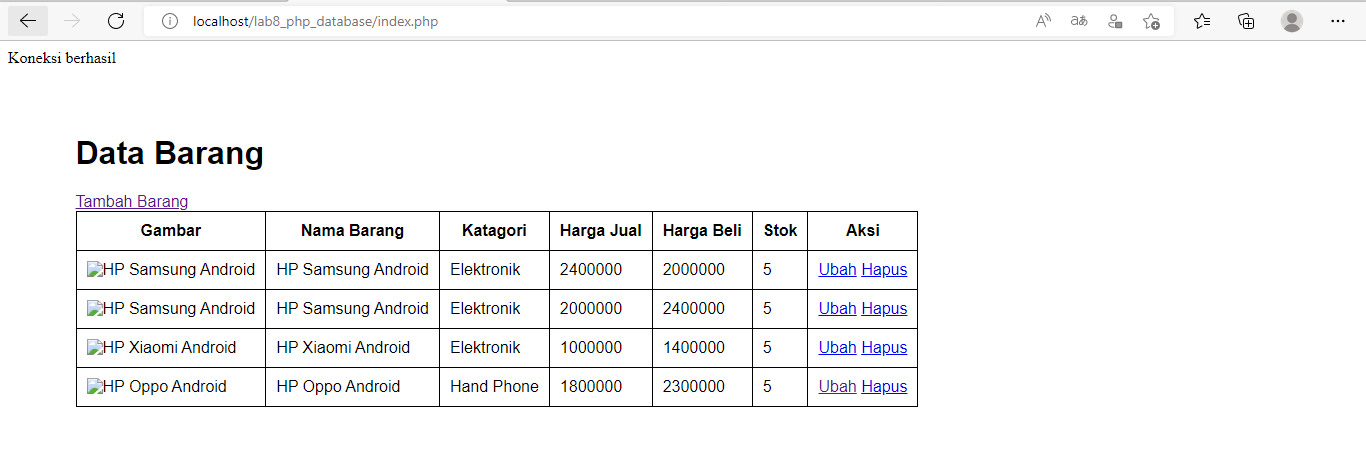 localhost/lab8_php_database/index.php
Koneksi berhasil
Data Barang
Tambah Barang
Gambar Nama Barang Katagori Harga Jual Harga Beli Stok Aksi
HP Samsung Android HP Samsung Android Elektronik 2400000 2000000 5 Ubah Hapus
HP Samsung Android HP Samsung Android Elektronik 2000000 2400000 5 Ubah Hapus
HP Xiaomi Android HP Xiaomi Android Elektronik 1000000 1400000 5 Ubah Hapus
HP Oppo Android HP Oppo Android Hand Phone 1800000 2300000 5 Ubah Hapus